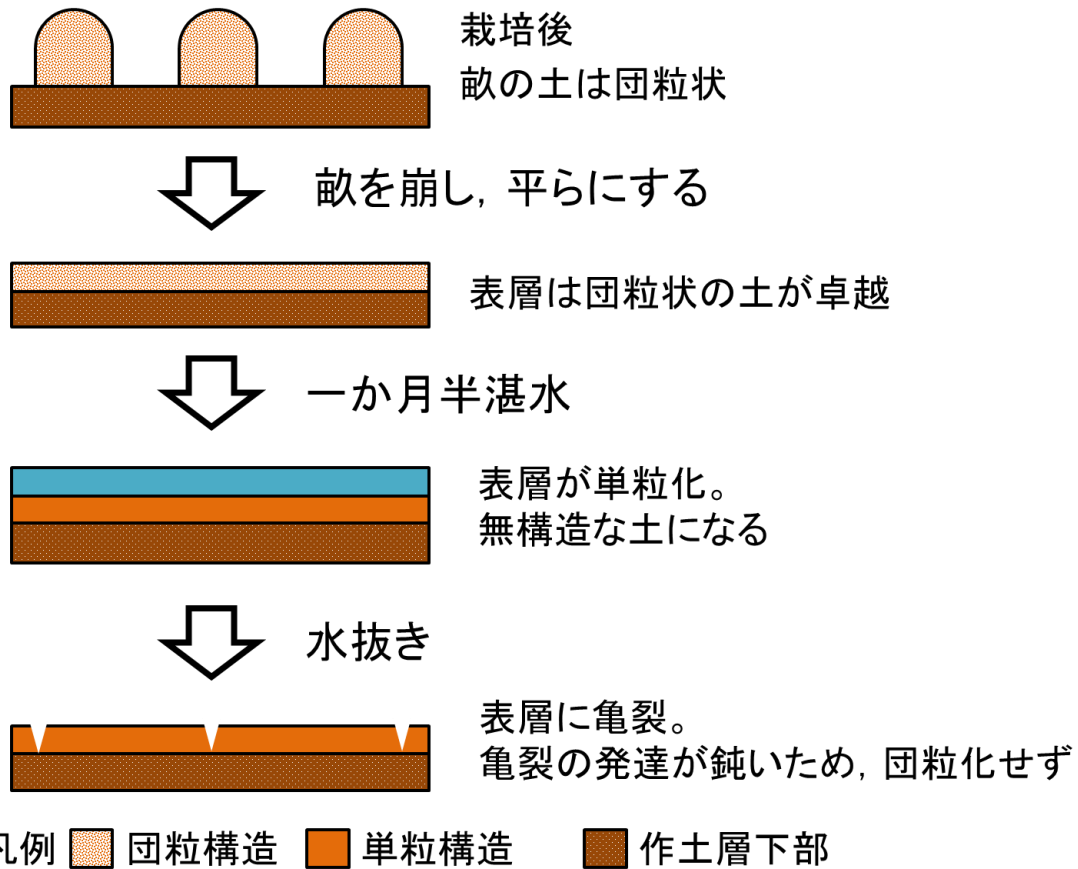 栽培後
畝の土は団粒状
畝を崩し, 平らにする
表層は団粒状の土が卓越
一か月半湛水
表層が単粒化。
無構造な土になる
水抜き
表層に亀裂。
亀裂の発達が鈍いため, 団粒化せず
凡例 団粒構造 単粒構造 作土層下部